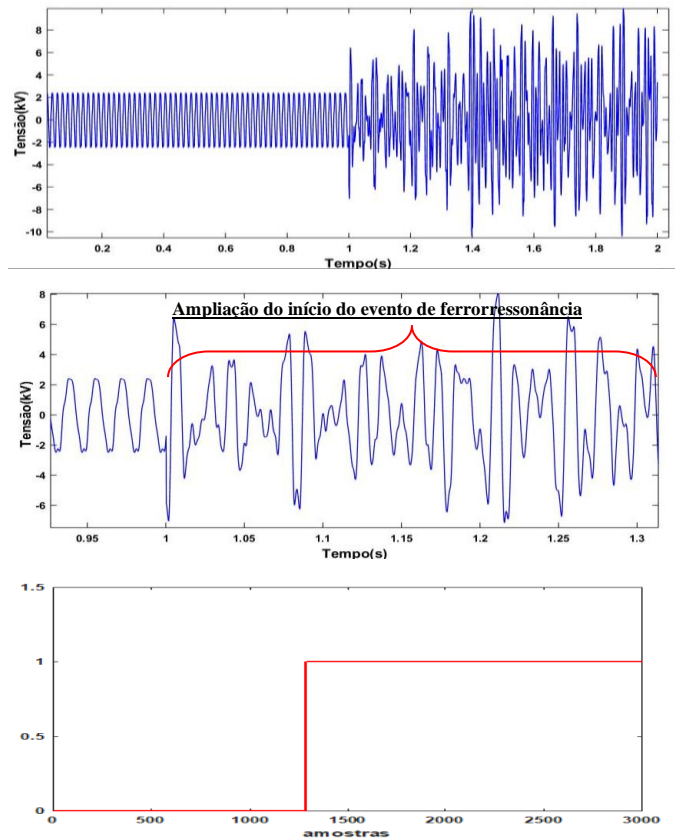 8
6
4
2
0
-2
-4
-6
-8
-10
Tensão(kV)
0.2 0.4 0.6 0.8 1 1.2 1.4 1.6 1.8 2
Tempo(s)
Ampliação do início do evento de ferrorressonância
8
6
4
2
0
-2
-4
-6
Tensão(kV)
0.95 1 1.05 1.1 1.15 1.2 1.25 1.3
Tempo(s)
1.5
1
0.5
0
0 500 1000 1500 2000 2500 3000
amostras